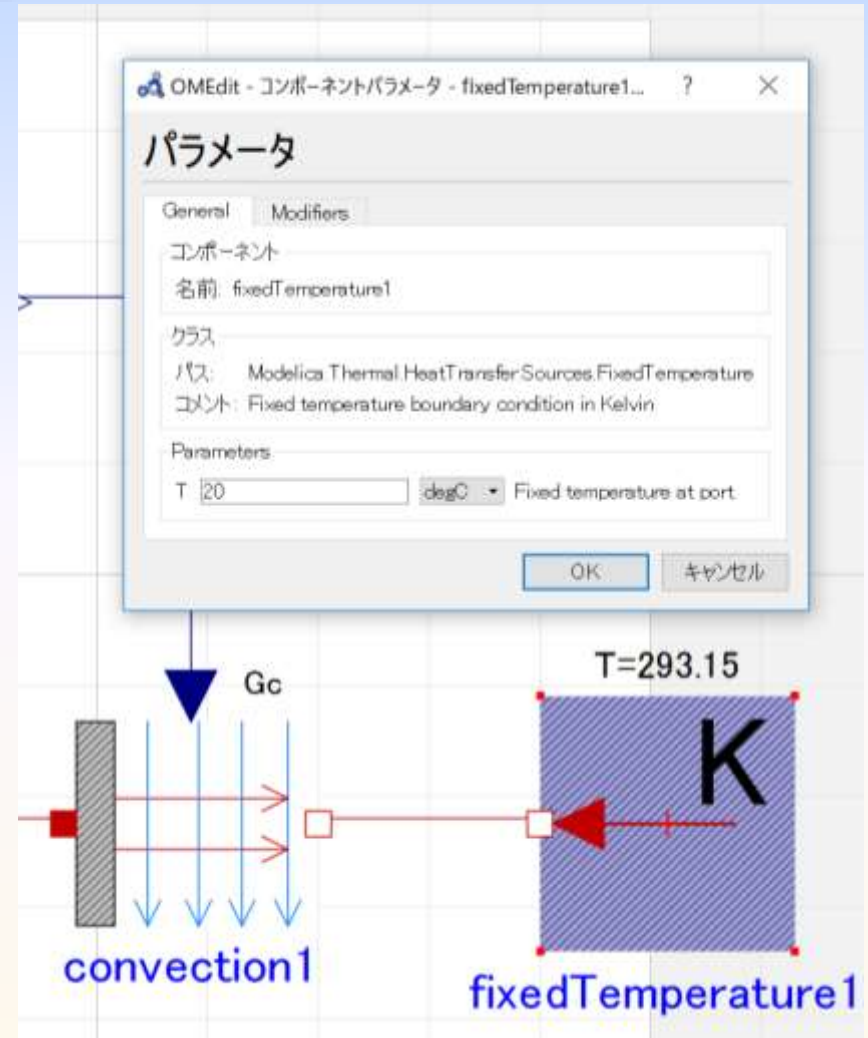 OMEdit - コンポーネントパラメータ - fixedTemperature1... ?
パラメータ
General Modifiers
コンポーネント
名前: fixedTemperature1
クラス
パス: Modelica.Thermal.HeatTransfer.Sources.FixedTemperature
コメント: Fixed temperature boundary condition in Kelvin
Parameters
T 20 degC Fixed temperature at port
OK キャンセル
Gc T=293.15
K
convection1
fixedTemperature1